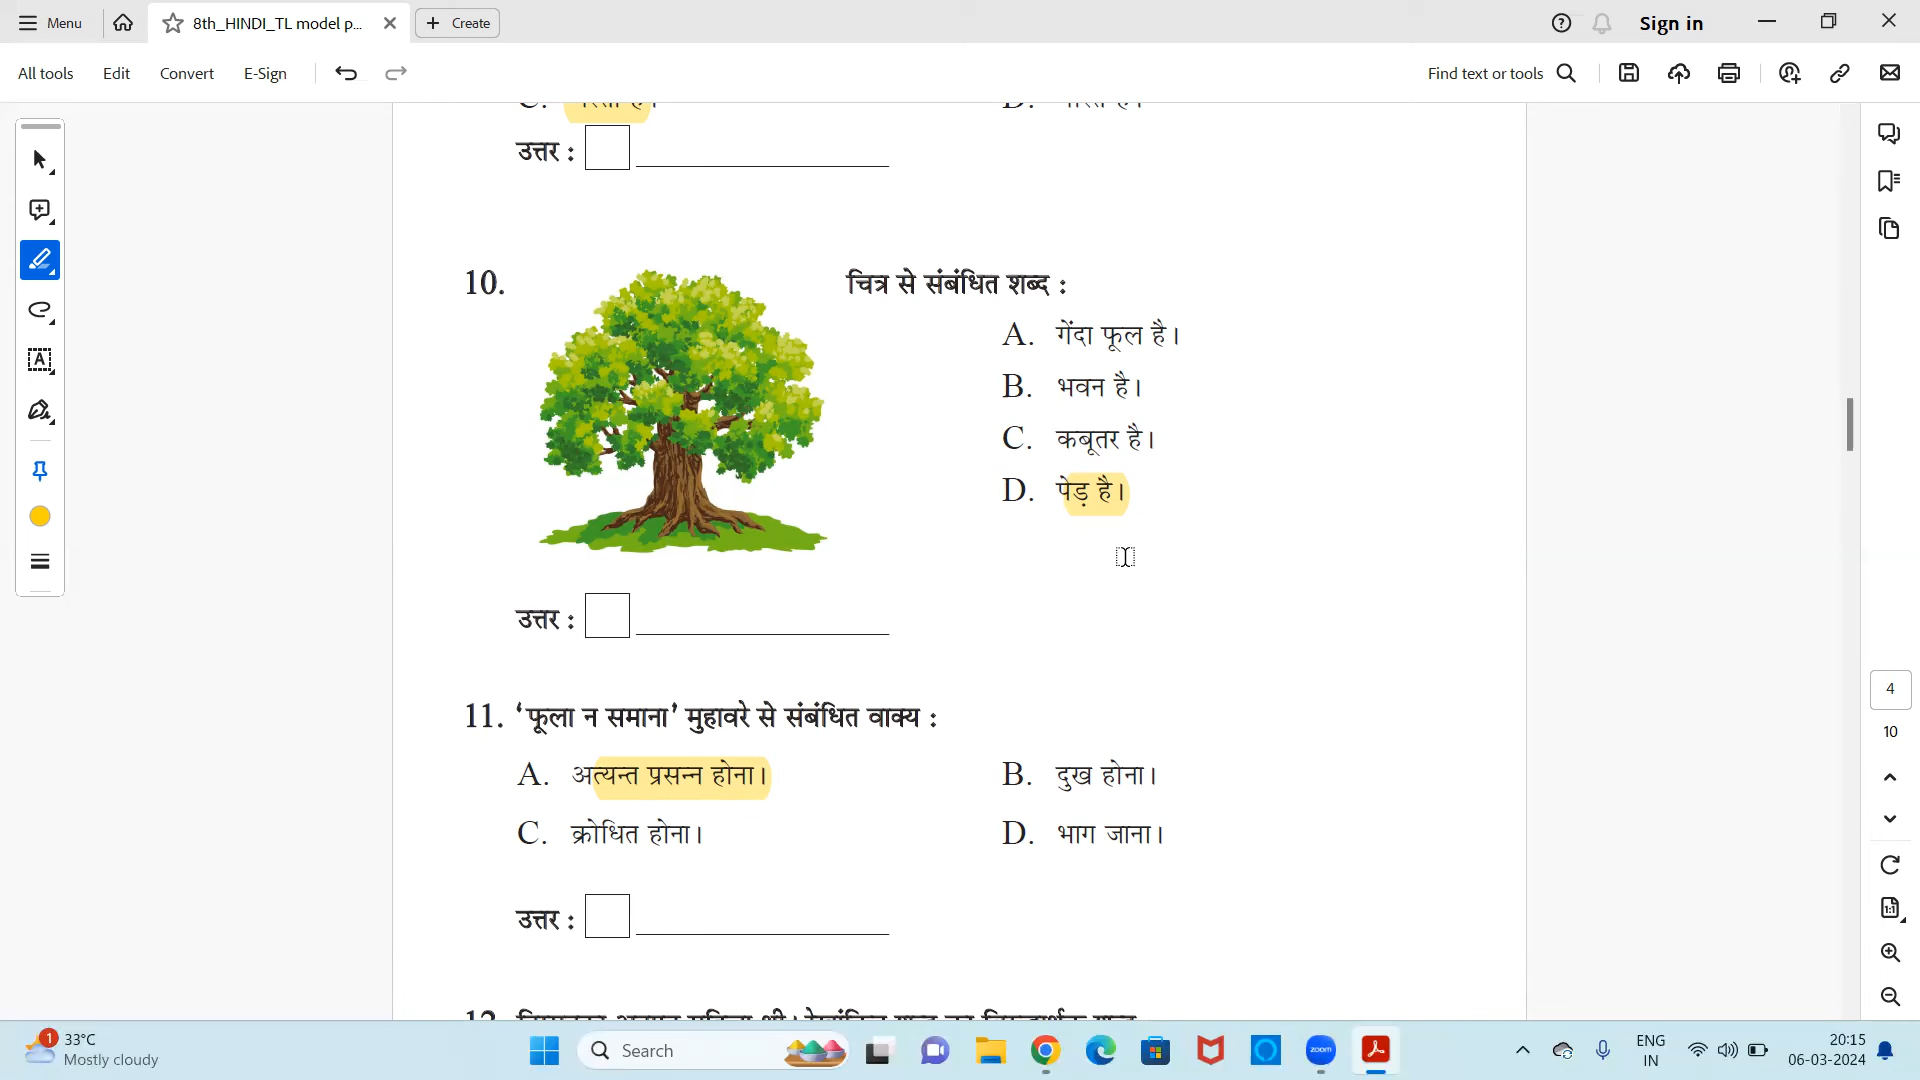 Menu
8th_HINDI_TL model p...
Create
Sign in
All tools
Edit
Convert
E-Sign
Find text or tools
उत्तर :
10.
चित्र से संबंधित शब्द :
A. गेंदा फूल है।
B. भवन है।
C. कबूतर है।
D. पेड़ है।
उत्तर :
11. ‘फूला न समाना’ मुहावरे से संबंधित वाक्य :
A. अत्यन्त प्रसन्न होना।
B. दुख होना।
C. क्रोधित होना।
D. भाग जाना।
उत्तर :
4
10
1
33°C
Mostly cloudy
Search
zoom
ENG
IN
20:15
06-03-2024